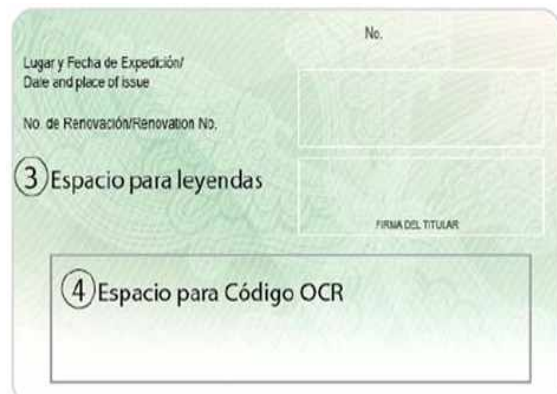 No.
Lugar y Fecha de Expedición/
Date and place of issue
No. de Renovación/Renovation No.
3 Espacio para leyendas
FIRMA DEL TITULAR
4 Espacio para Código OCR